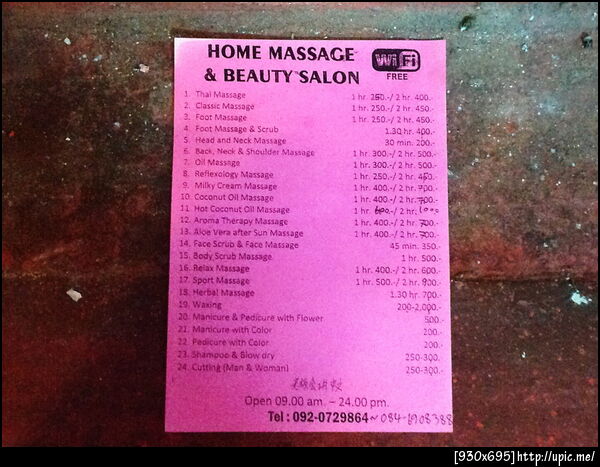 HOME MASSAGE
& BEAUTY SALON
WiFi
FREE
1. Thai Massage 1 hr. 250.-/ 2 hr. 400.-
2. Classic Massage 1 hr. 250.-/ 2 hr. 450.-
3. Foot Massage 1 hr. 250.-/ 2 hr. 450.-
4. Foot Massage & Scrub 1.30 hr. 400.-
5. Head and Neck Massage 30 min. 200.-
6. Back, Neck & Shoulder Massage 1 hr. 300.-/ 2 hr. 500.-
7. Oil Massage 1 hr. 300.-/ 2 hr. 500.-
8. Reflexology Massage 1 hr. 250.-/ 2 hr. 450.-
9. Milky Cream Massage 1 hr. 400.-/ 2 hr. 700.-
10. Coconut Oil Massage 1 hr. 400.-/ 2 hr. 700.-
11. Hot Coconut Oil Massage 1 hr. 600.-/ 2 hr. 1000
12. Aroma Therapy Massage 1 hr. 400.-/ 2 hr. 700.-
13. Aloe Vera after Sun Massage 1 hr. 400.-/ 2 hr. 700.-
14. Face Scrub & Face Massage 45 min. 350.-
15. Body Scrub Massage 1 hr. 500.-
16. Relax Massage 1 hr. 400.-/ 2 hr. 600.-
17. Sport Massage 1 hr. 500.-/ 2 hr. 900.-
18. Herbal Massage 1.30 hr. 700.-
19. Waxing 200-2,000.-
20. Manicure & Pedicure with Flower 500.-
21. Manicure with Color 200.-
22. Pedicure with Color 200.-
23. Shampoo & Blow dry 250-300.-
24. Cutting (Man & Woman) 250-300.-
Open 09.00 am. – 24.00 pm.
Tel : 092-0729864
[930x695]http://upic.me/